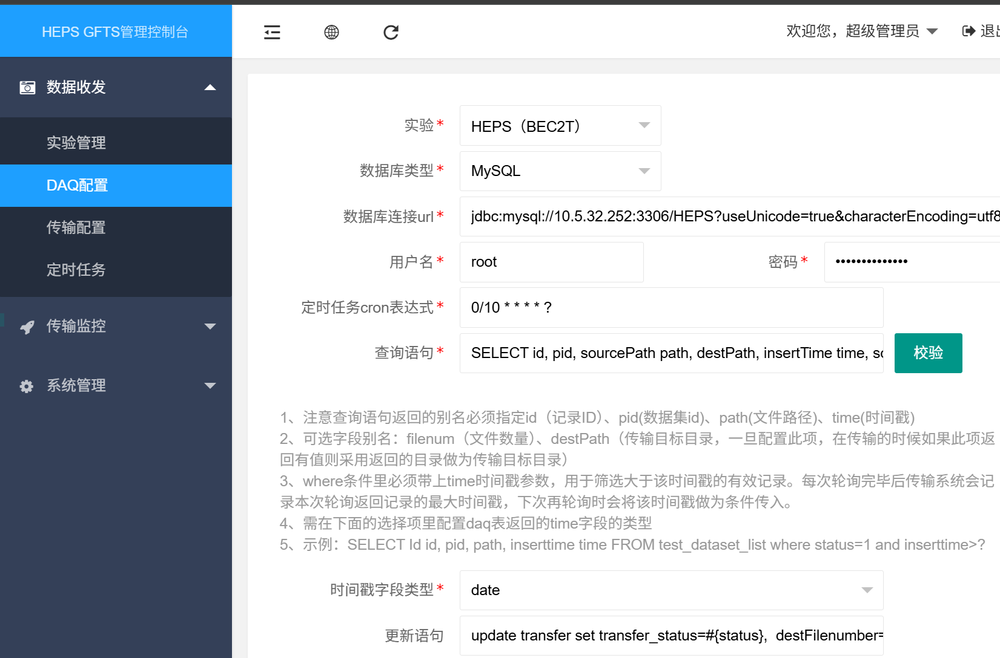 HEPS GFTS管理控制台
欢迎您，超级管理员
退出
数据收发
实验管理
DAQ配置
传输配置
定时任务
传输监控
系统管理
实验* HEPS（BEC2T）
数据库类型* MySQL
数据库连接url* jdbc:mysql://10.5.32.252:3306/HEPS?useUnicode=true&characterEncoding=utf8
用户名* root 密码* ••••••••••••••
定时任务cron表达式* 0/10 * * * * ?
查询语句* SELECT id, pid, sourcePath path, destPath, insertTime time, so 校验
1、注意查询语句返回的别名必须指定id（记录ID）、pid(数据集id)、path(文件路径)、time(时间戳)
2、可选字段别名：filenum（文件数量）、destPath（传输目标目录，一旦配置此项，在传输的时候如果此项返
回有值则采用返回的目录做为传输目标目录）
3、where条件里必须带上time时间戳参数，用于筛选大于该时间戳的有效记录。每次轮询完毕后传输系统会记
录本次轮询返回记录的最大时间戳，下次再轮询时会将该时间戳做为条件传入。
4、需在下面的选择项里配置daq表返回的time字段的类型
5、示例：SELECT Id id, pid, path, inserttime time FROM test_dataset_list where status=1 and inserttime>?
时间戳字段类型* date
更新语句 update transfer set transfer_status=#{status}, destFilenumber=